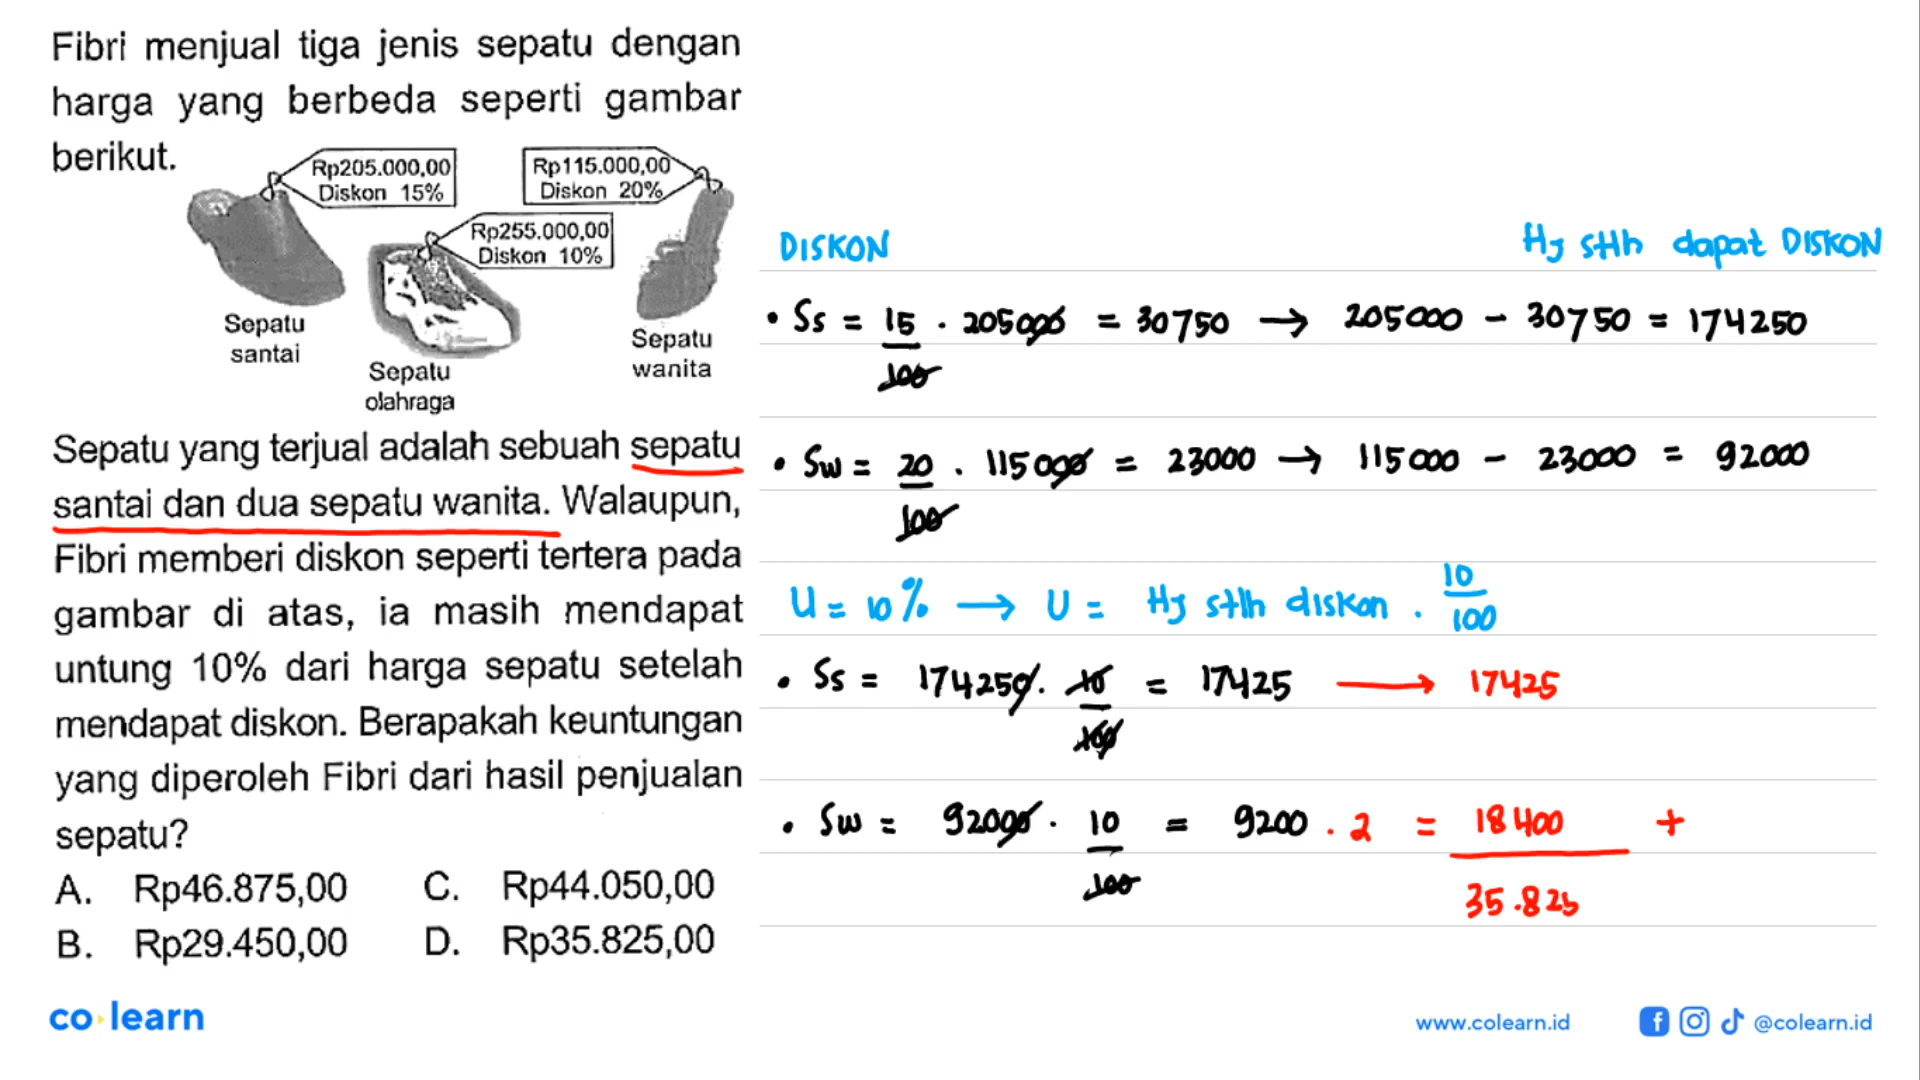 Fibri menjual tiga jenis sepatu dengan
harga yang berbeda seperti gambar
berikut.
Rp205.000,00
Diskon 15%
Rp115.000,00
Diskon 20%
Rp255.000,00
Diskon 10%
Sepatu
santai
Sepatu
olahraga
Sepatu
wanita
Sepatu yang terjual adalah sebuah sepatu
santai dan dua sepatu wanita. Walaupun,
Fibri memberi diskon seperti tertera pada
gambar di atas, ia masih mendapat
untung 10% dari harga sepatu setelah
mendapat diskon. Berapakah keuntungan
yang diperoleh Fibri dari hasil penjualan
sepatu?
A. Rp46.875,00 C. Rp44.050,00
B. Rp29.450,00 D. Rp35.825,00
DISKON
Hj stlh dapat DISKON
• Ss = 15/100 . 205000 = 30750 → 205000 - 30750 = 174250
• Sw = 20/100 . 115000 = 23000 → 115000 - 23000 = 92000
U = 10% → U = Hj stlh diskon . 10/100
• Ss = 174250 . 10/100 = 17425 → 17425
• Sw = 92000 . 10/100 = 9200 . 2 = 18400 +
35.825
co learn
www.colearn.id
@colearn.id